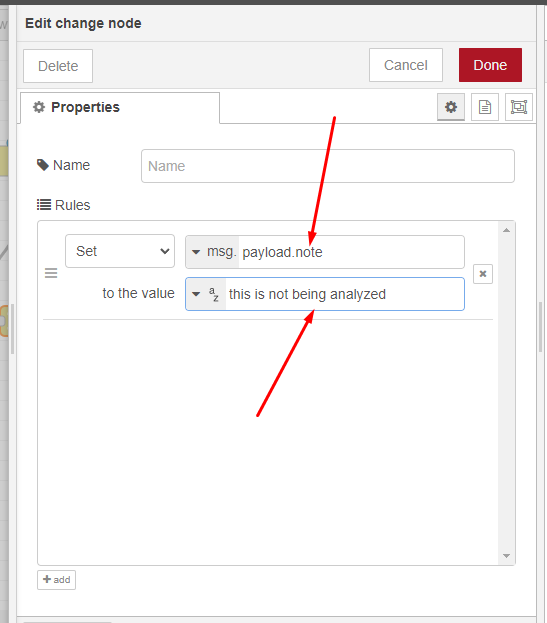 Edit change node
Delete
Cancel
Done
Properties
Name
Name
Rules
Set
msg. payload.note
to the value
az this is not being analyzed
add